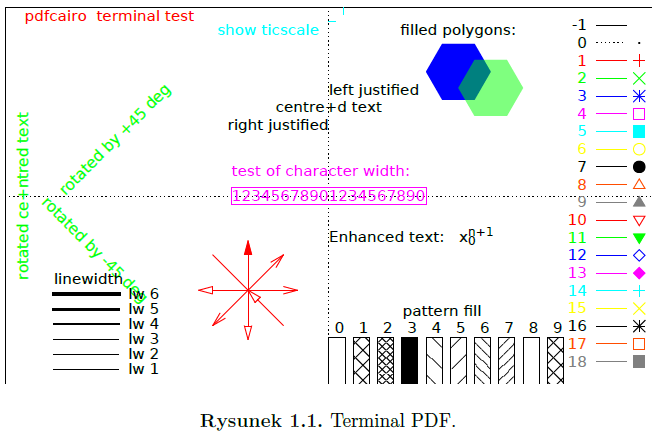 pdfcairo terminal test
show ticscale
filled polygons:
left justified
centre+d text
right justified
rotated by +45 deg
rotated ce+ntred text
rotated by -45 deg
test of character width:
12345678901234567890
Enhanced text: x₀ⁿ⁺¹
linewidth
lw 6
lw 5
lw 4
lw 3
lw 2
lw 1
pattern fill
0 1 2 3 4 5 6 7 8 9
-1
0
1
2
3
4
5
6
7
8
9
10
11
12
13
14
15
16
17
18
Rysunek 1.1. Terminal PDF.